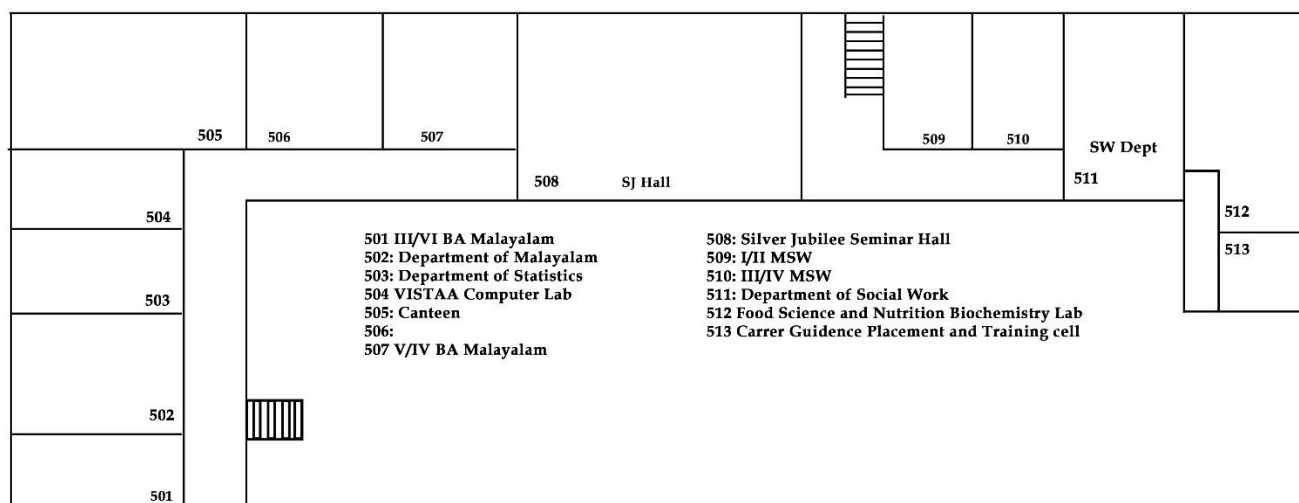 505
506
507
509
510
SW Dept
508
SJ Hall
511
504
512
513
503
502
501
501 III/VI BA Malayalam
502: Department of Malayalam
503: Department of Statistics
504 VISTAA Computer Lab
505: Canteen
506:
507 V/IV BA Malayalam
508: Silver Jubilee Seminar Hall
509: I/II MSW
510: III/IV MSW
511: Department of Social Work
512 Food Science and Nutrition Biochemistry Lab
513 Carrer Guidence Placement and Training cell